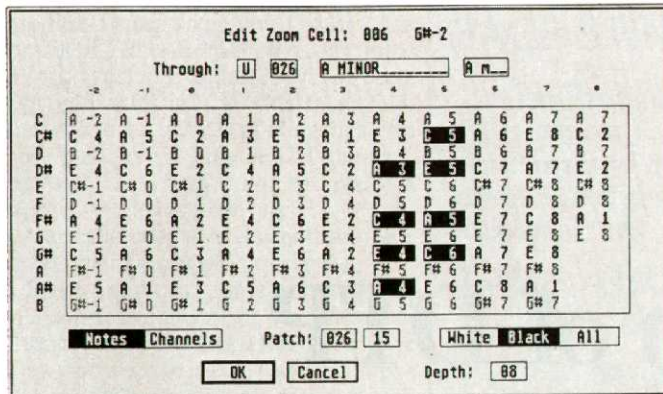 Edit Zoom Cell: 006 G#-2
Through: U 026 A MINOR________ A m__
-2 -1 0 1 2 3 4 5 6 7 8
C A -2 A -1 A 0 A 1 A 2 A 3 A 4 A 5 A 6 A 7 A 7
C# C 4 A 5 C 2 A 3 E 5 A 1 E 3 C 5 A 6 E 8 C 2
D B -2 B -1 B 0 B 1 B 2 B 3 B 4 B 5 B 6 B 7 B 7
D# E 4 C 6 E 2 C 4 A 5 C 2 A 3 E 5 C 7 A 7 E 2
E C#-1 C# 0 C# 1 C 2 C 3 C 4 C 5 C 6 C# 7 C# 8 C# 8
F D -1 D 0 D 1 D 2 D 3 D 4 D 5 D 6 D 7 D 8 D 8
F# A 4 E 6 A 2 E 4 C 6 E 2 C 4 A 5 E 7 C 8 A 1
G E -1 E 0 E 1 E 2 E 3 E 4 E 5 E 6 E 7 E 8 E 8
G# C 5 A 6 C 3 A 4 E 6 A 2 E 4 C 6 A 7 E 8
A F#-1 F# 0 F# 1 F# 2 F# 3 F# 4 F# 5 F# 6 F# 7 F# 8
A# E 5 A 1 E 3 C 5 A 6 C 3 A 4 E 6 C 8 A 1
B G#-1 G# 0 G# 1 G 2 G 3 G 4 G 5 G 6 G# 7 G# 7
Notes Channels Patch: 026 15 White Black All
OK Cancel Depth: 08